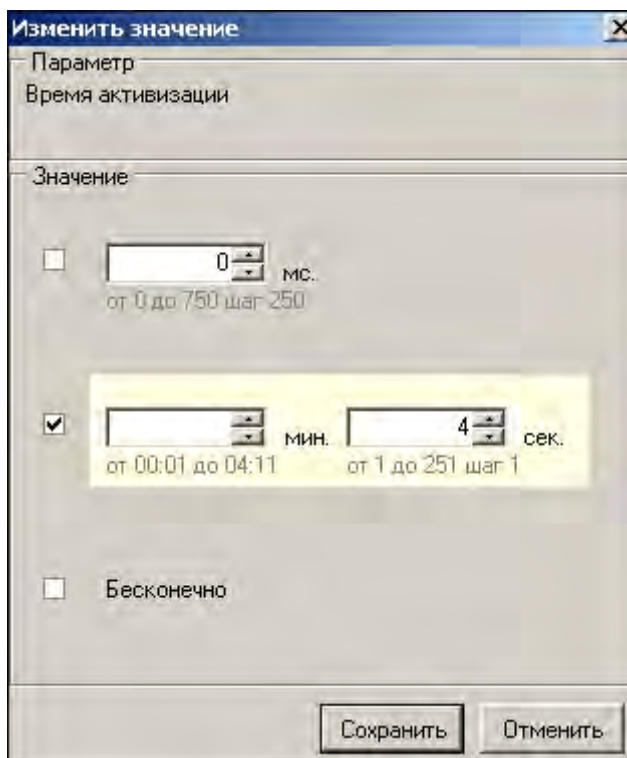 Изменить значение
Параметр
Время активизации
Значение
0 мс.
от 0 до 750 шаг 250
мин. 4 сек.
от 00:01 до 04:11 от 1 до 251 шаг 1
Бесконечно
Сохранить Отменить